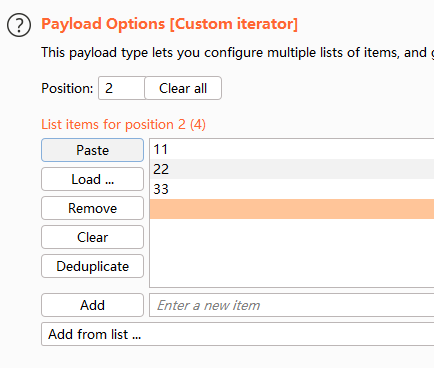 ?
Payload Options [Custom iterator]
This payload type lets you configure multiple lists of items, and
Position: 2 Clear all
List items for position 2 (4)
Paste
Load ...
Remove
Clear
Deduplicate
11
22
33
Add Enter a new item
Add from list ...